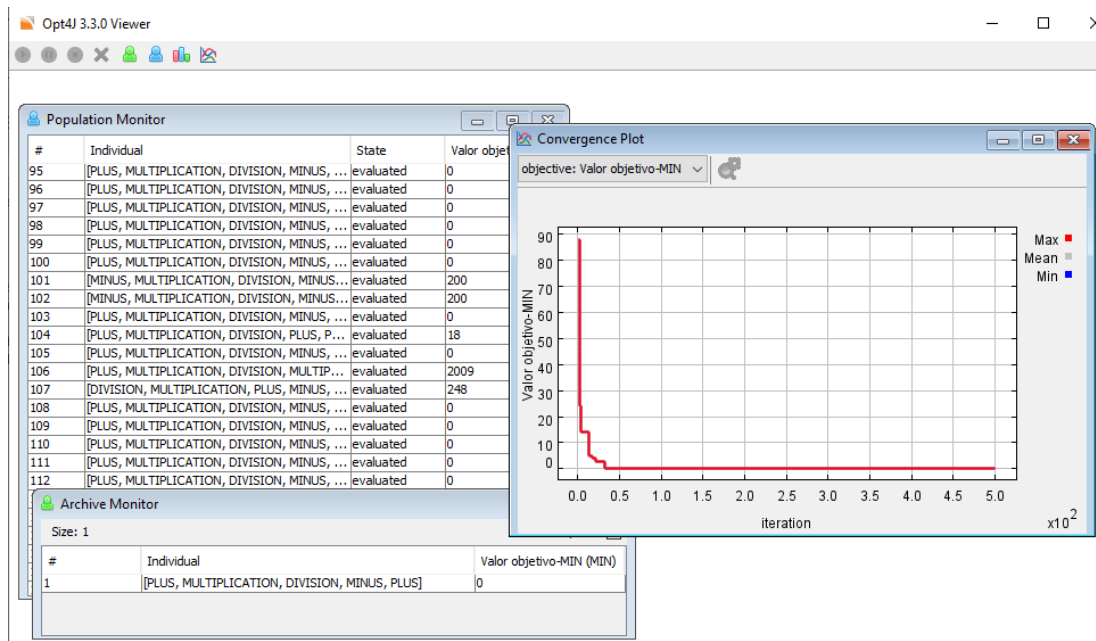 Opt4J 3.3.0 Viewer
Population Monitor
# Individual State Valor objet
95 [PLUS, MULTIPLICATION, DIVISION, MINUS, ... evaluated 0
96 [PLUS, MULTIPLICATION, DIVISION, MINUS, ... evaluated 0
97 [PLUS, MULTIPLICATION, DIVISION, MINUS, ... evaluated 0
98 [PLUS, MULTIPLICATION, DIVISION, MINUS, ... evaluated 0
99 [PLUS, MULTIPLICATION, DIVISION, MINUS, ... evaluated 0
100 [PLUS, MULTIPLICATION, DIVISION, MINUS, ... evaluated 0
101 [MINUS, MULTIPLICATION, DIVISION, MINUS... evaluated 200
102 [MINUS, MULTIPLICATION, DIVISION, MINUS... evaluated 200
103 [PLUS, MULTIPLICATION, DIVISION, MINUS, ... evaluated 0
104 [PLUS, MULTIPLICATION, DIVISION, PLUS, P... evaluated 18
105 [PLUS, MULTIPLICATION, DIVISION, MINUS, ... evaluated 0
106 [PLUS, MULTIPLICATION, DIVISION, MULTIP... evaluated 2009
107 [DIVISION, MULTIPLICATION, PLUS, MINUS, ... evaluated 248
108 [PLUS, MULTIPLICATION, DIVISION, MINUS, ... evaluated 0
109 [PLUS, MULTIPLICATION, DIVISION, MINUS, ... evaluated 0
110 [PLUS, MULTIPLICATION, DIVISION, MINUS, ... evaluated 0
111 [PLUS, MULTIPLICATION, DIVISION, MINUS, ... evaluated 0
112 [PLUS, MULTIPLICATION, DIVISION, MINUS, ... evaluated 0
Archive Monitor
Size: 1
# Individual Valor objetivo-MIN (MIN)
1 [PLUS, MULTIPLICATION, DIVISION, MINUS, PLUS] 0
Convergence Plot
objective: Valor objetivo-MIN
Max
Mean
Min
Valor objetivo-MIN
90
80
70
60
50
40
30
20
10
0
0.0 0.5 1.0 1.5 2.0 2.5 3.0 3.5 4.0 4.5 5.0
iteration
x10^2